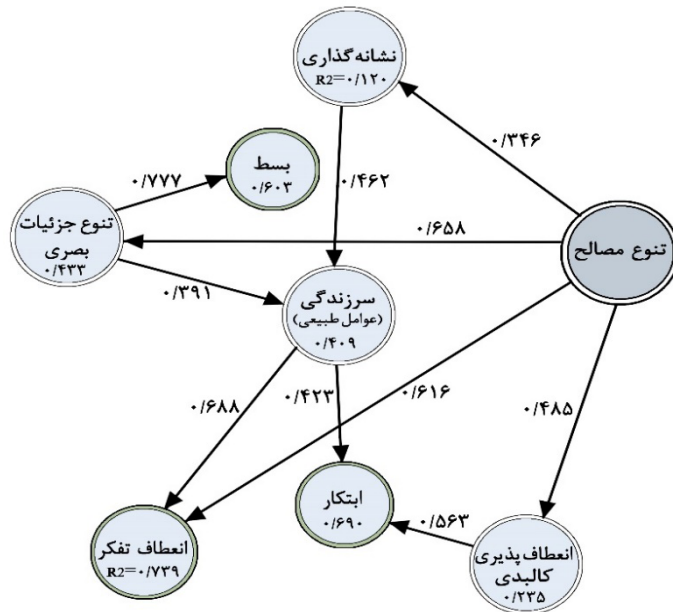 نشانه‌گذاری
R2=۰/۱۲۰
۰/۳۴۶
بسط
۰/۶۰۳
۰/۷۷۷
۰/۴۶۲
تنوع جزئیات
بصری
۰/۴۳۳
۰/۶۵۸
تنوع مصالح
۰/۳۹۱
سرزندگی
(عوامل طبیعی)
۰/۴۰۹
۰/۶۸۸
۰/۴۲۳
۰/۶۱۶
۰/۴۸۵
ابتکار
۰/۶۹۰
۰/۵۶۳
انعطاف تفکر
R2=۰/۷۳۹
انعطاف‌پذیری
کالبدی
۰/۲۳۵